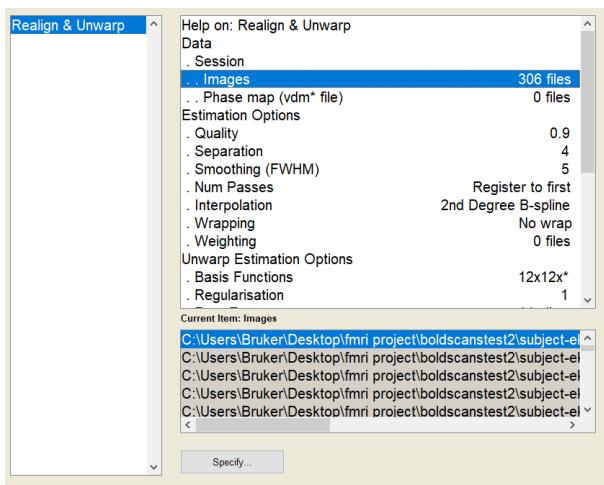 Realign & Unwarp
Help on: Realign & Unwarp
Data
. Session
. . Images 306 files
. . Phase map (vdm* file) 0 files
Estimation Options
. Quality 0.9
. Separation 4
. Smoothing (FWHM) 5
. Num Passes Register to first
. Interpolation 2nd Degree B-spline
. Wrapping No wrap
. Weighting 0 files
Unwarp Estimation Options
. Basis Functions 12x12x*
. Regularisation 1
Current Item: Images
C:\Users\Bruker\Desktop\fmri project\boldscanstest2\subject-el
C:\Users\Bruker\Desktop\fmri project\boldscanstest2\subject-el
C:\Users\Bruker\Desktop\fmri project\boldscanstest2\subject-el
C:\Users\Bruker\Desktop\fmri project\boldscanstest2\subject-el
C:\Users\Bruker\Desktop\fmri project\boldscanstest2\subject-el
Specify...